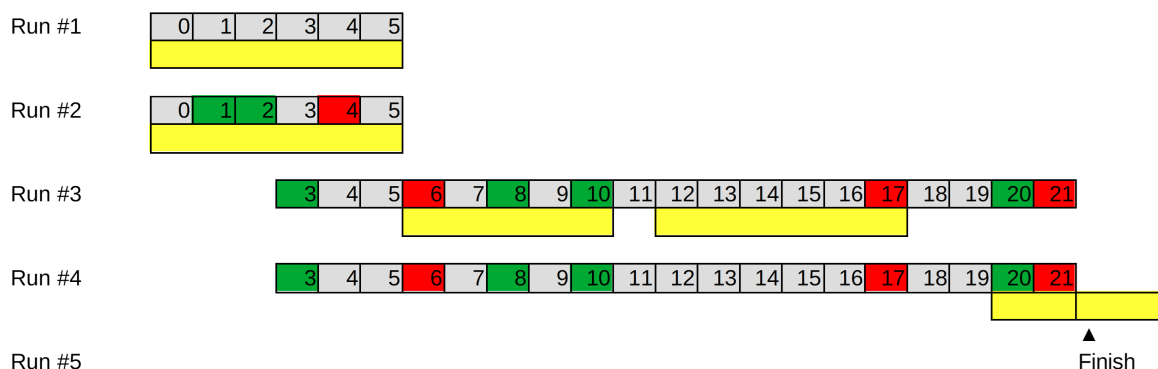 Run #1 0 1 2 3 4 5
Run #2 0 1 2 3 4 5
Run #3 3 4 5 6 7 8 9 10 11 12 13 14 15 16 17 18 19 20 21
Run #4 3 4 5 6 7 8 9 10 11 12 13 14 15 16 17 18 19 20 21
▲
Run #5 Finish